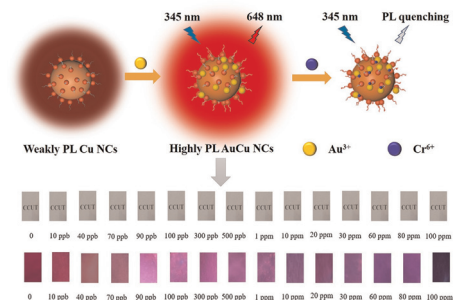 345 nm 648 nm 345 nm PL quenching
Weakly PL Cu NCs Highly PL AuCu NCs Au³⁺ Cr⁶⁺
CCUT CCUT CCUT CCUT CCUT CCUT CCUT CCUT CCUT CCUT CCUT CCUT CCUT CCUT
0 10 ppb 40 ppb 70 ppb 90 ppb 100 ppb 300 ppb 500 ppb 1 ppm 10 ppm 20 ppm 30 ppm 60 ppm 80 ppm 100 ppm
0 10 ppb 40 ppb 70 ppb 90 ppb 100 ppb 300 ppb 500 ppb 1 ppm 10 ppm 20 ppm 30 ppm 60 ppm 80 ppm 100 ppm